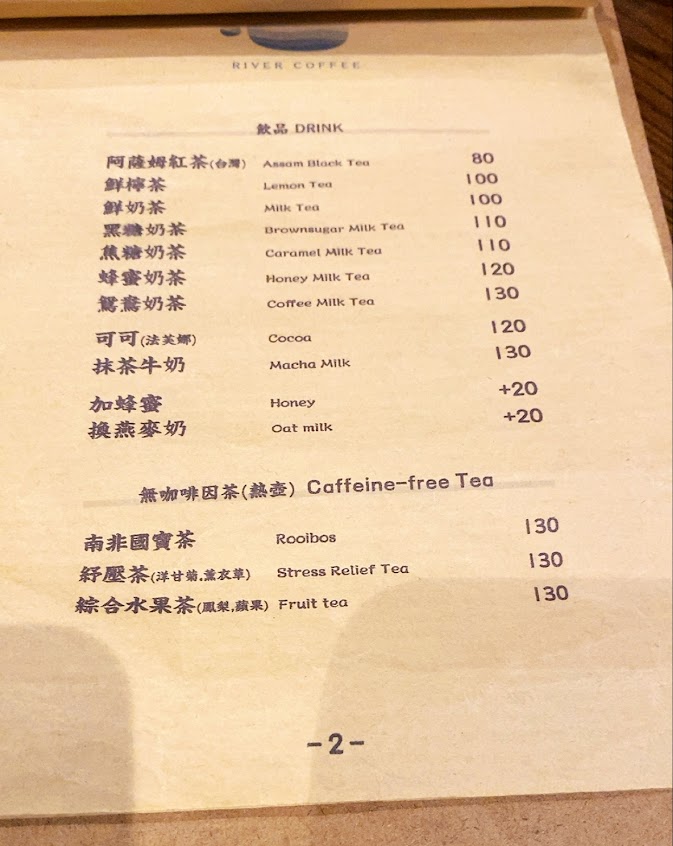 RIVER COFFEE
飲品 DRINK
阿薩姆紅茶(台灣) Assam Black Tea 80
鮮檸茶 Lemon Tea 100
鮮奶茶 Milk Tea 100
黑糖奶茶 Brownsugar Milk Tea 110
焦糖奶茶 Caramel Milk Tea 110
蜂蜜奶茶 Honey Milk Tea 120
鴛鴦奶茶 Coffee Milk Tea 130
可可(法芙娜) Cocoa 120
抹茶牛奶 Macha Milk 130
加蜂蜜 Honey +20
換燕麥奶 Oat milk +20
無咖啡因茶(熱壺) Caffeine-free Tea
南非國寶茶 Rooibos 130
紓壓茶(洋甘菊.薰衣草) Stress Relief Tea 130
綜合水果茶(鳳梨.蘋果) Fruit tea 130
-2-